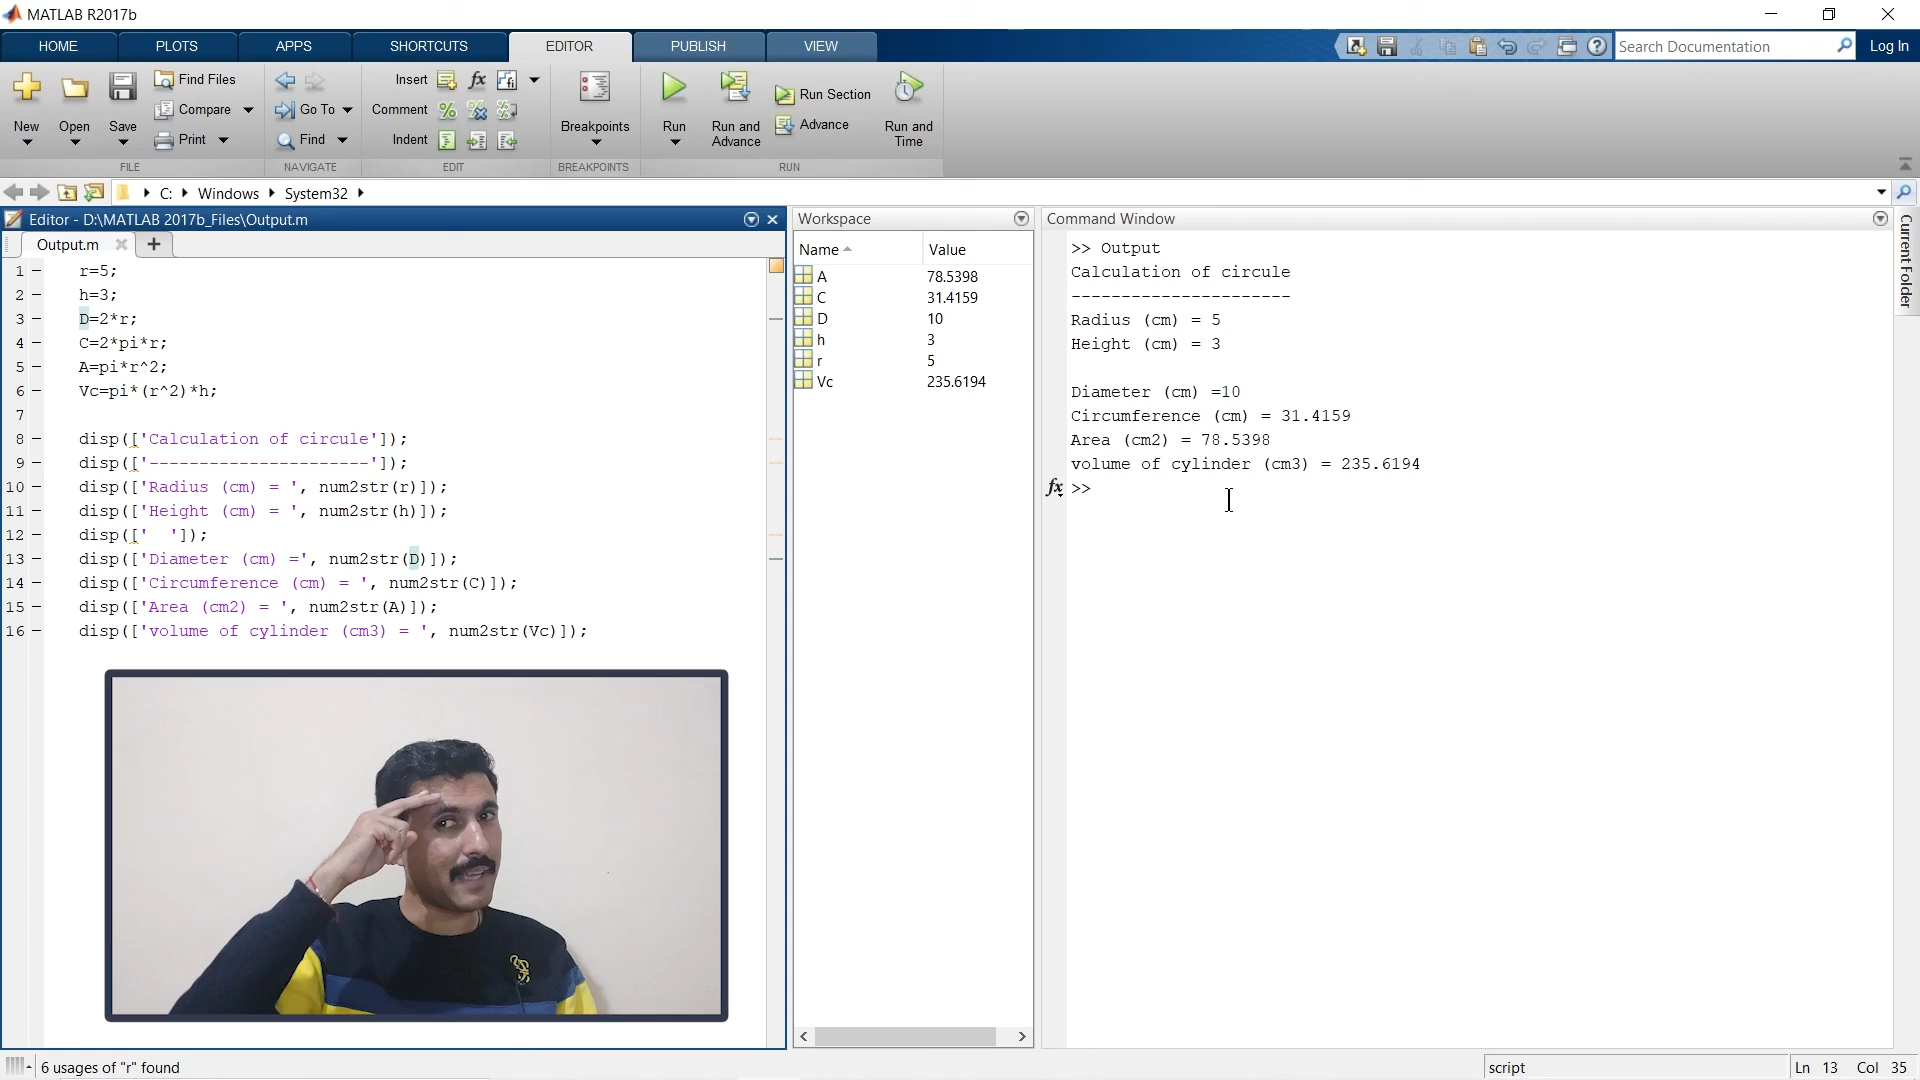 MATLAB R2017b
HOME PLOTS APPS SHORTCUTS EDITOR PUBLISH VIEW
Search Documentation Log In
New Open Save
Find Files
Compare
Print
Go To
Find
Insert fx
Comment
Indent
Breakpoints
Run
Run and Advance
Run Section
Advance
Run and Time
FILE NAVIGATE EDIT BREAKPOINTS RUN
C: Windows System32
Editor - D:\MATLAB 2017b_Files\Output.m
Output.m
1 r=5;
2 h=3;
3 D=2*r;
4 C=2*pi*r;
5 A=pi*r^2;
6 Vc=pi*(r^2)*h;
7
8 disp(['Calculation of circule']);
9 disp(['----------------------']);
10 disp(['Radius (cm) = ', num2str(r)]);
11 disp(['Height (cm) = ', num2str(h)]);
12 disp(['  ']);
13 disp(['Diameter (cm) =', num2str(D)]);
14 disp(['Circumference (cm) = ', num2str(C)]);
15 disp(['Area (cm2) = ', num2str(A)]);
16 disp(['volume of cylinder (cm3) = ', num2str(Vc)]);
Workspace
Name Value
A 78.5398
C 31.4159
D 10
h 3
r 5
Vc 235.6194
Command Window
>> Output
Calculation of circule
----------------------
Radius (cm) = 5
Height (cm) = 3
Diameter (cm) =10
Circumference (cm) = 31.4159
Area (cm2) = 78.5398
volume of cylinder (cm3) = 235.6194
fx >>
Current Folder
6 usages of "r" found
script
Ln 13 Col 35